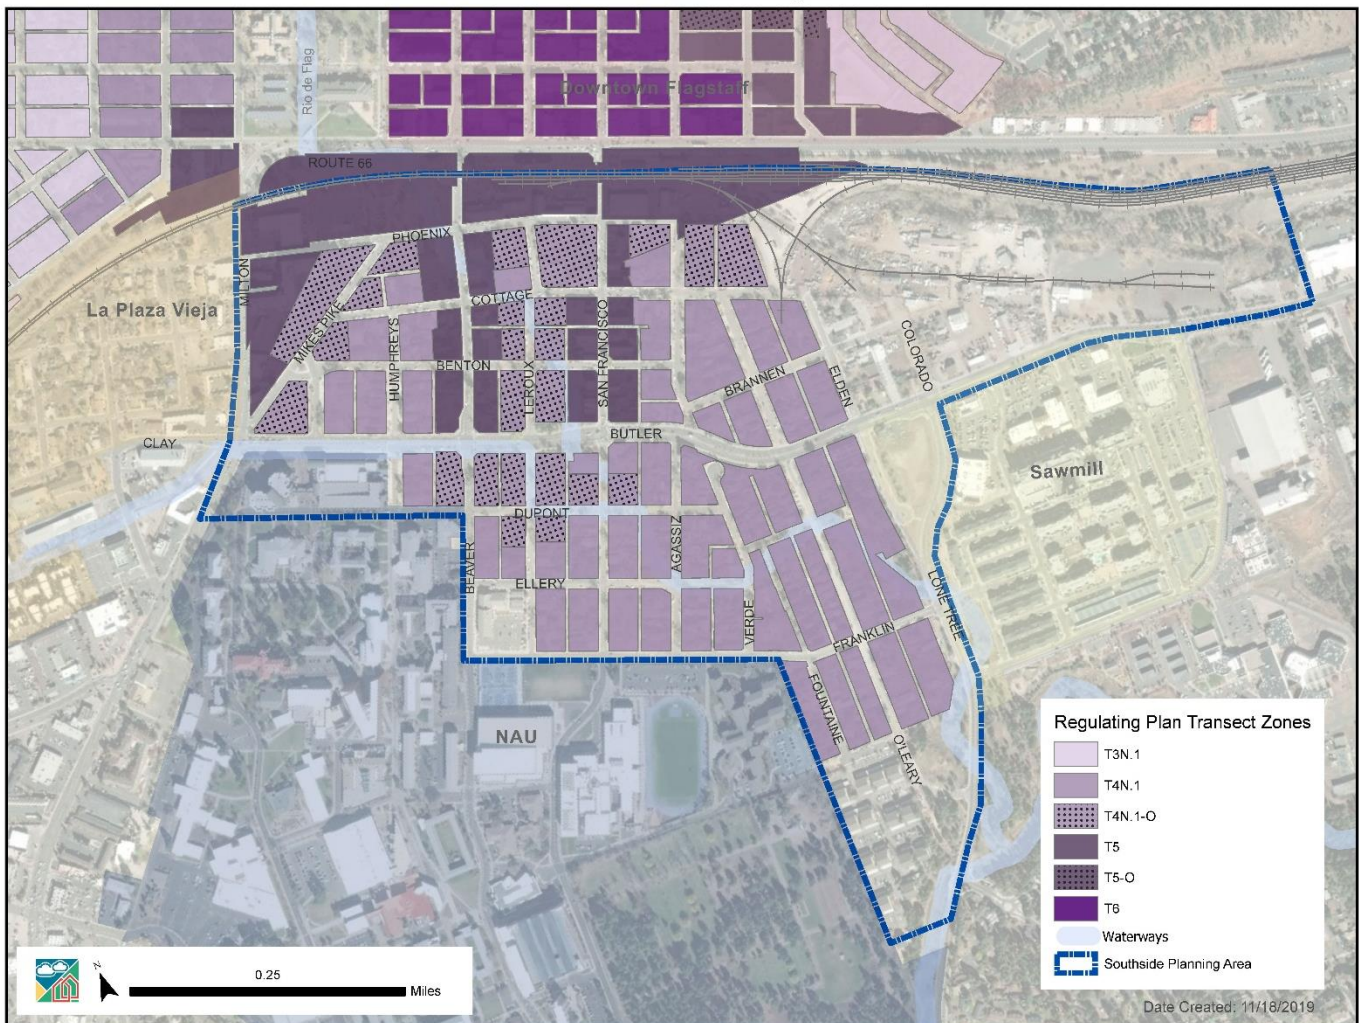 Rio de Flag
Downtown Flagstaff
ROUTE 66
PHOENIX
MILTON
La Plaza Vieja
MIKES PIKE
COTTAGE
HUMPHREYS
BENTON
LEROUX
SAN FRANCISCO
BRANNEN
ELDEN
COLORADO
CLAY
BUTLER
Sawmill
DUPONT
AGASSIZ
BEAVER
ELLERY
VERDE
FRANKLIN
LONE TREE
FOUNTAINE
O'LEARY
NAU
Regulating Plan Transect Zones
T3N.1
T4N.1
T4N.1-O
T5
T5-O
T6
Waterways
Southside Planning Area
N
0.25
Miles
Date Created: 11/18/2019